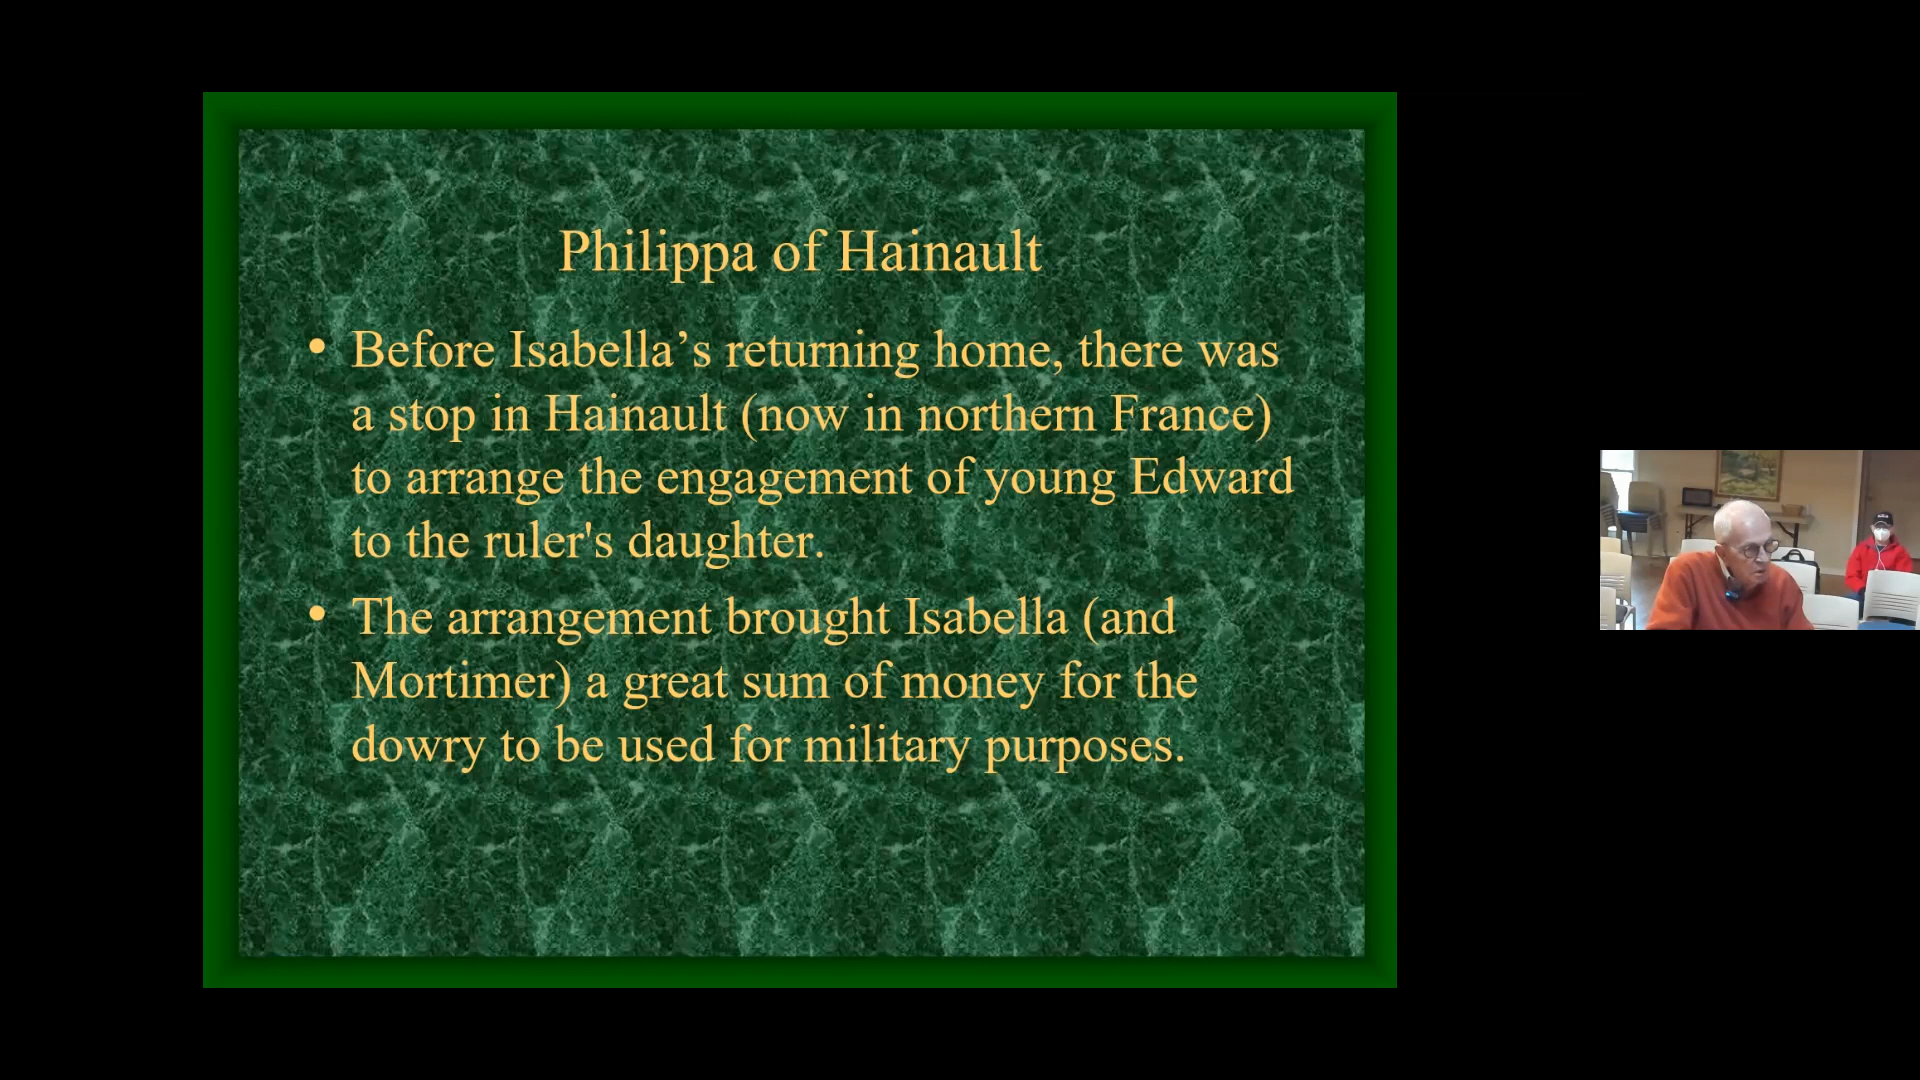 Philippa of Hainault
• Before Isabella’s returning home, there was
a stop in Hainault (now in northern France)
to arrange the engagement of young Edward
to the ruler's daughter.
• The arrangement brought Isabella (and
Mortimer) a great sum of money for the
dowry to be used for military purposes.